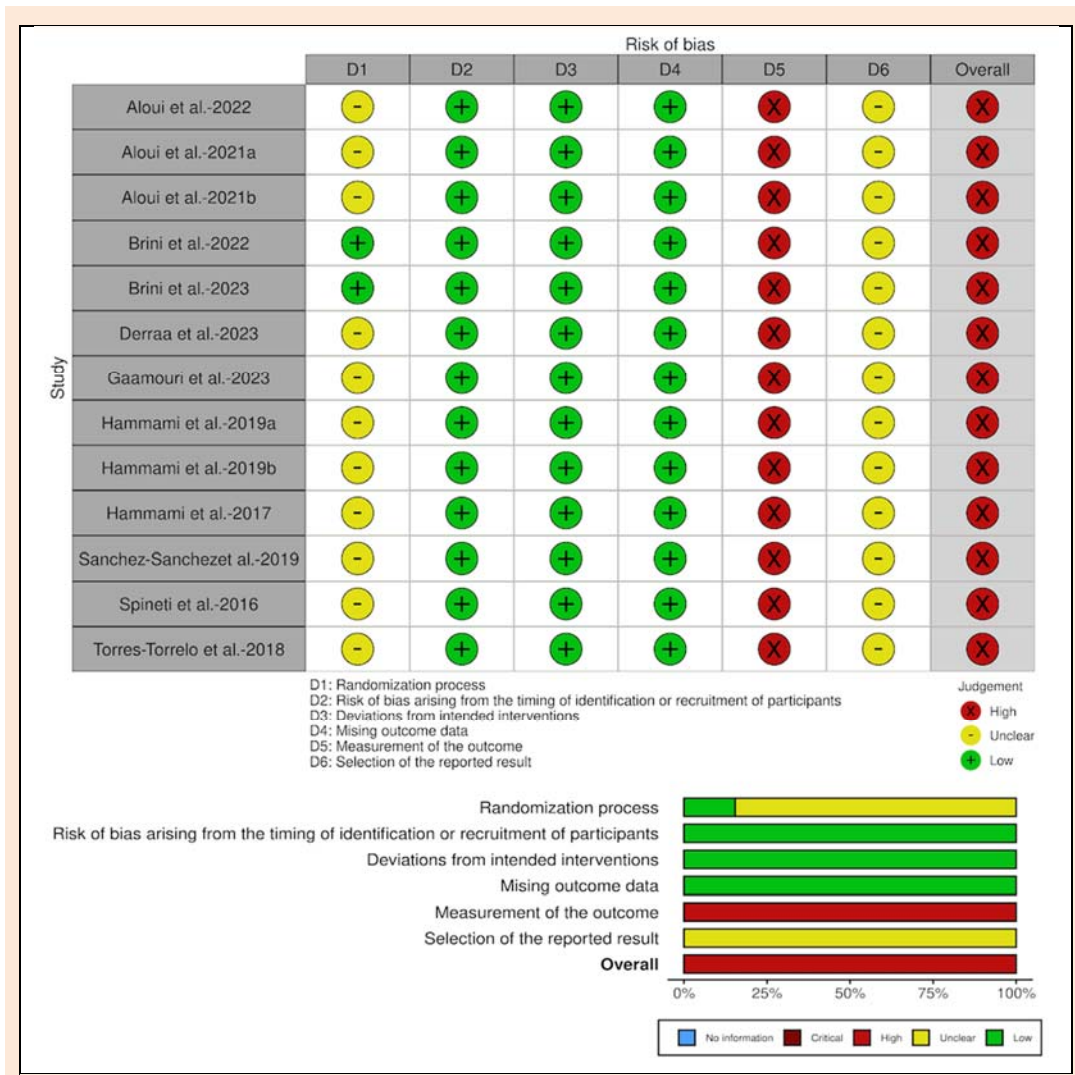 Risk of bias
D1 D2 D3 D4 D5 D6 Overall
Study
Aloui et al.-2022 - + + + X - X
Aloui et al.-2021a - + + + X - X
Aloui et al.-2021b - + + + X - X
Brini et al.-2022 + + + + X - X
Brini et al.-2023 + + + + X - X
Derraa et al.-2023 - + + + X - X
Gaamouri et al.-2023 - + + + X - X
Hammami et al.-2019a - + + + X - X
Hammami et al.-2019b - + + + X - X
Hammami et al.-2017 - + + + X - X
Sanchez-Sanchezet al.-2019 - + + + X - X
Spineti et al.-2016 - + + + X - X
Torres-Torrelo et al.-2018 - + + + X - X
D1: Randomization process
D2: Risk of bias arising from the timing of identification or recruitment of participants
D3: Deviations from intended interventions
D4: Mising outcome data
D5: Measurement of the outcome
D6: Selection of the reported result
Judgement
X High
- Unclear
+ Low
Randomization process
Risk of bias arising from the timing of identification or recruitment of participants
Deviations from intended interventions
Mising outcome data
Measurement of the outcome
Selection of the reported result
Overall
0% 25% 50% 75% 100%
No information Critical High Unclear Low